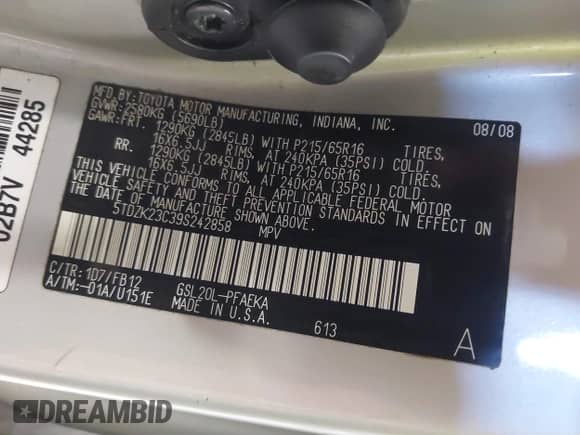 MFD BY:TOYOTA MOTOR MANUFACTURING, INDIANA, INC. 08/08
GVWR:2580KG (5690LB)
GAWR:FRT. 1290KG (2845LB) WITH P215/65R16 TIRES,
16X6.5JJ RIMS, AT 240KPA (35PSI) COLD
RR. 1290KG (2845LB) WITH P215/65R16 TIRES,
16X6.5JJ RIMS, AT 240KPA (35PSI) COLD.
THIS VEHICLE CONFORMS TO ALL APPLICABLE FEDERAL MOTOR
VEHICLE SAFETY AND THEFT PREVENTION STANDARDS IN EFFECT ON
THE DATE OF MANUFACTURE SHOWN ABOVE.
5TDZK23C39S242858 MPV
C/TR: 1D7/FB12 GSL20L-PFAEKA
A/TM:-01A/U151E MADE IN U.S.A. 613
A
02B7V 44285
DREAMBID